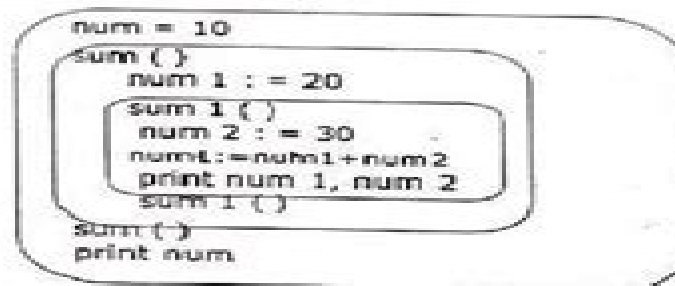 num = 10
sum ( )
num 1 : = 20
sum 1 ( )
num 2 : = 30
num1:=num1+num2
print num 1, num 2
sum 1 ( )
sum ( )
print num